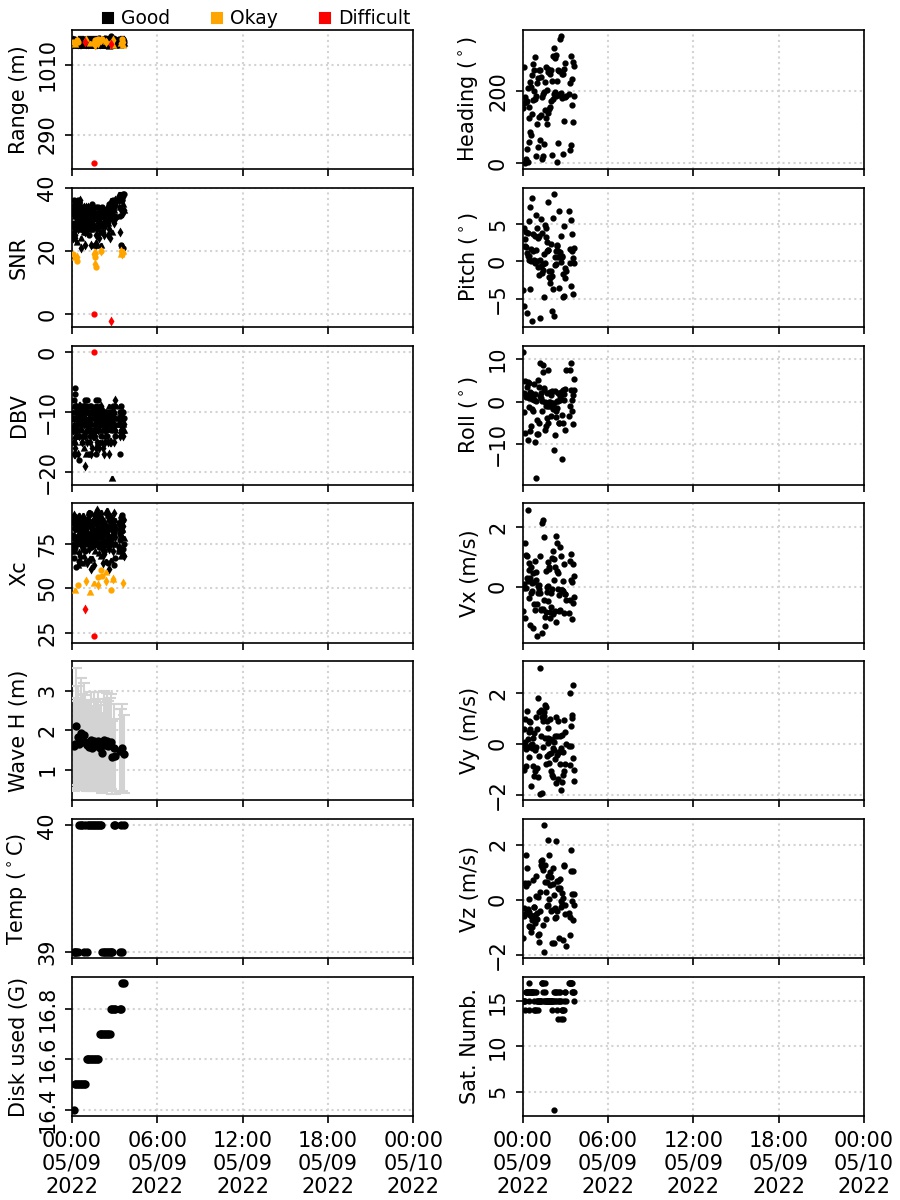 Good Okay Difficult
Range (m)
1010
290
Heading (°)
200
0
SNR
40
20
0
Pitch (°)
5
0
−5
DBV
0
−10
−20
Roll (°)
10
0
−10
Xc
75
50
25
Vx (m/s)
2
0
Wave H (m)
3
2
1
Vy (m/s)
2
0
−2
Temp (°C)
40
39
Vz (m/s)
2
0
−2
Disk used (G)
16.8
16.6
16.4
Sat. Numb.
15
10
5
00:00 06:00 12:00 18:00 00:00
05/09 05/09 05/09 05/09 05/10
2022 2022 2022 2022 2022
00:00 06:00 12:00 18:00 00:00
05/09 05/09 05/09 05/09 05/10
2022 2022 2022 2022 2022